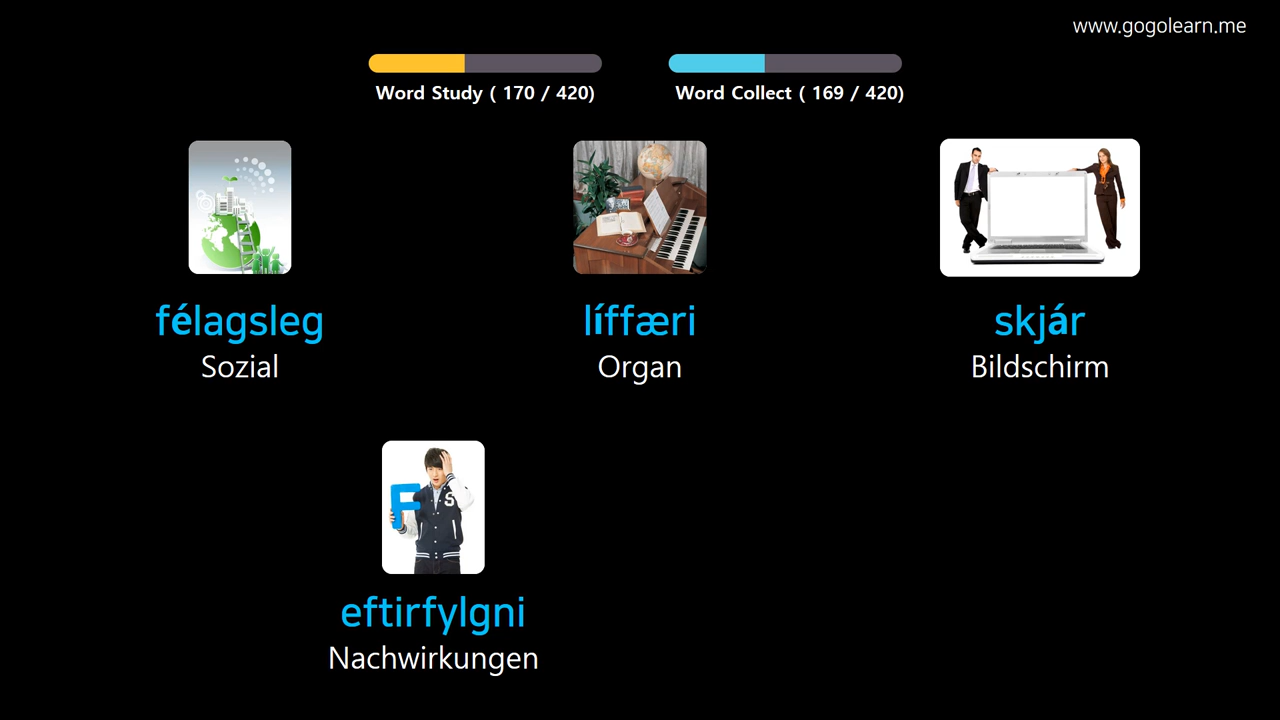 www.gogolearn.me
Word Study ( 170 / 420)
Word Collect ( 169 / 420)
félagsleg
Sozial
líffæri
Organ
skjár
Bildschirm
F
S
eftirfylgni
Nachwirkungen